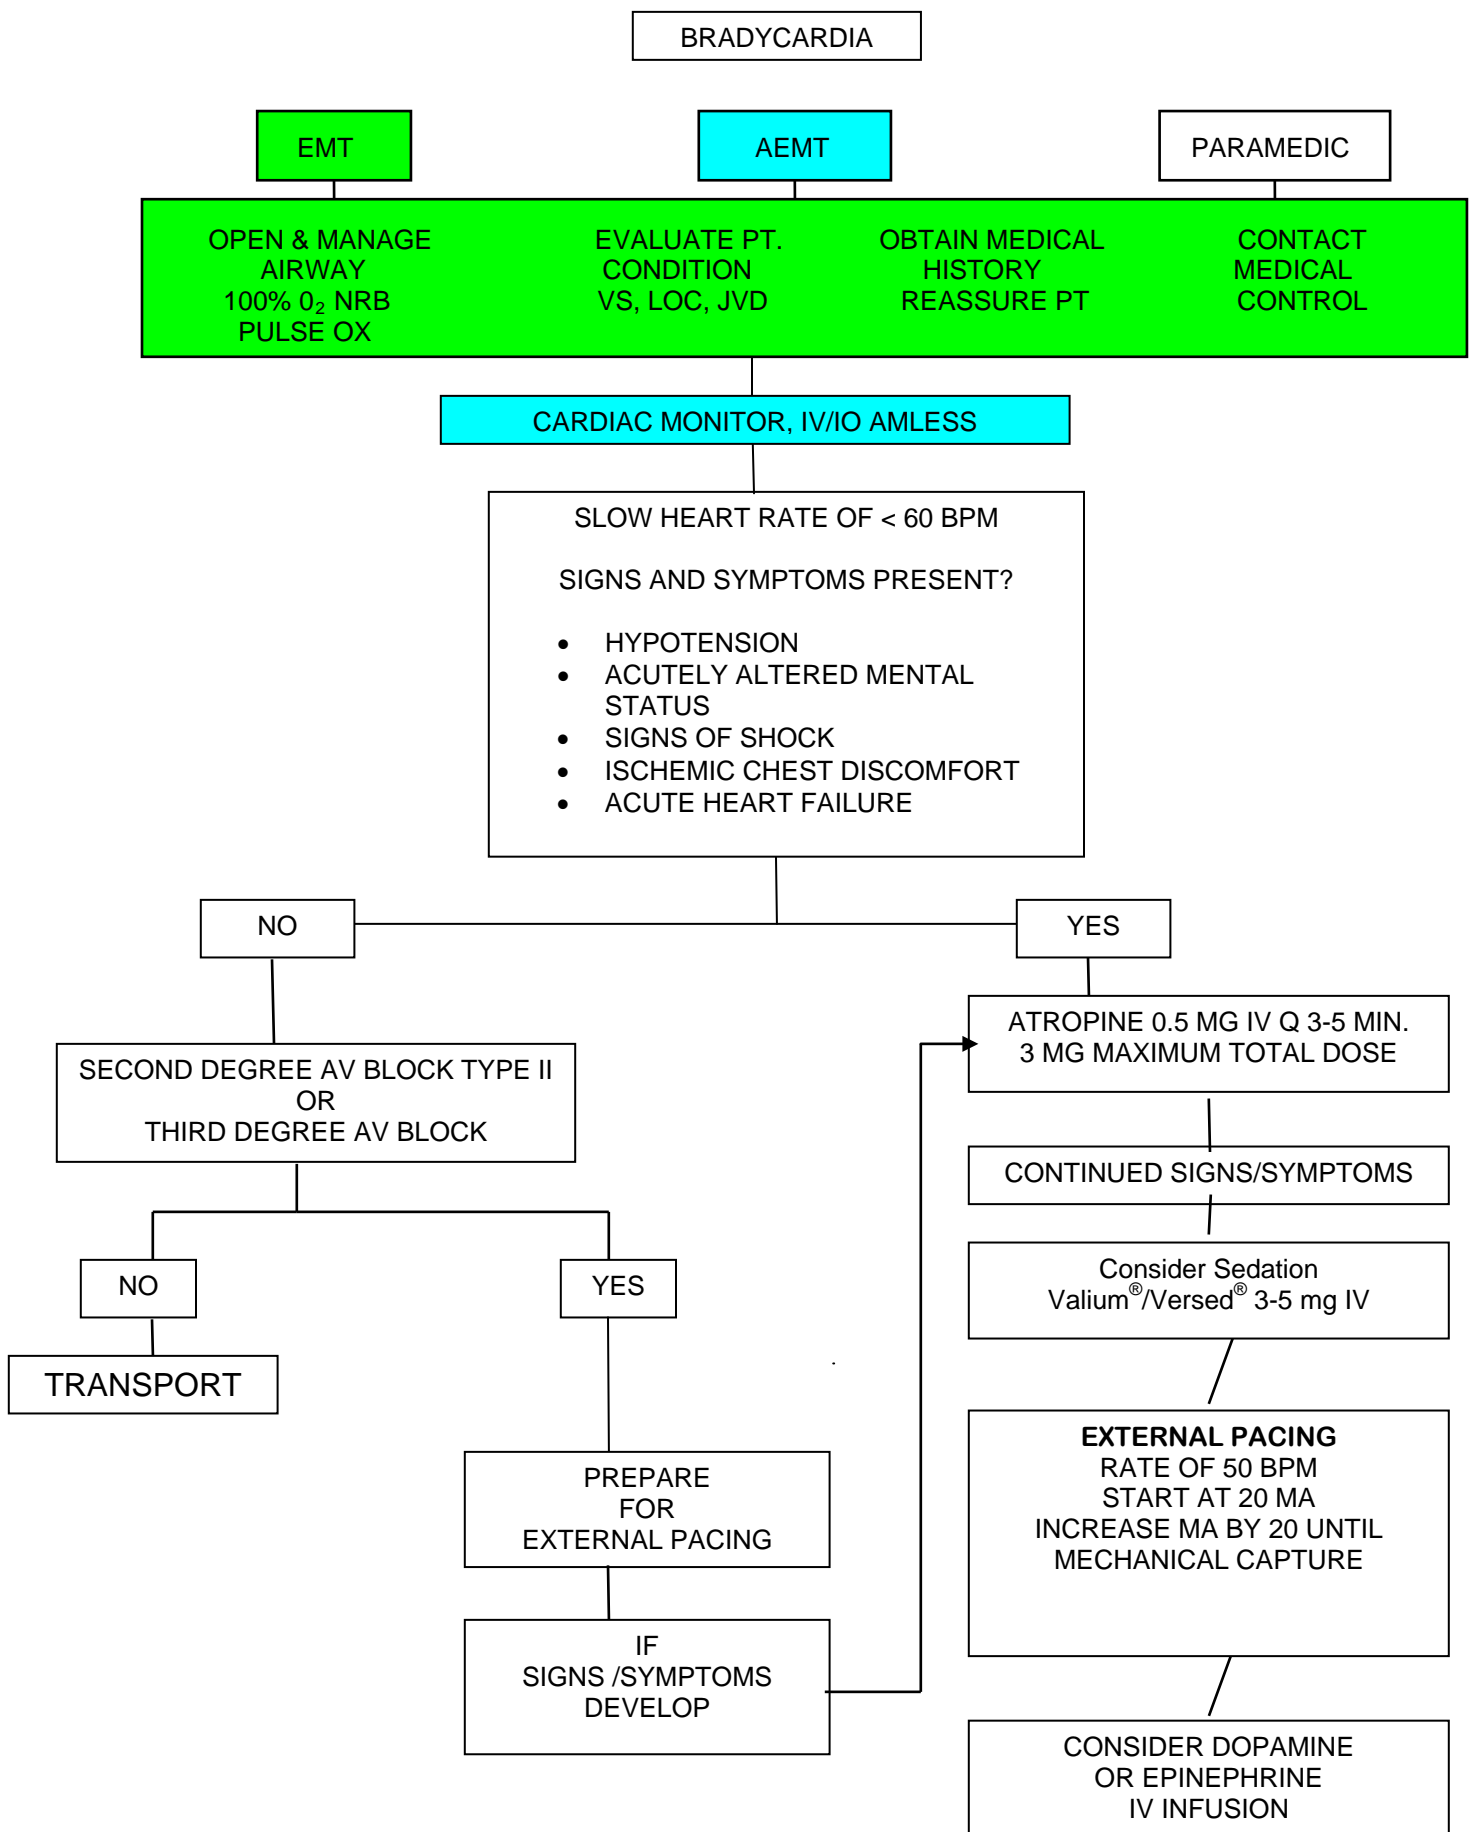 BRADYCARDIA
EMT
AEMT
PARAMEDIC
OPEN & MANAGE
AIRWAY
100% 0₂ NRB
PULSE OX
EVALUATE PT.
CONDITION
VS, LOC, JVD
OBTAIN MEDICAL
HISTORY
REASSURE PT
CONTACT
MEDICAL
CONTROL
CARDIAC MONITOR, IV/IO AMLESS
SLOW HEART RATE OF < 60 BPM
SIGNS AND SYMPTOMS PRESENT?
• HYPOTENSION
• ACUTELY ALTERED MENTAL
STATUS
• SIGNS OF SHOCK
• ISCHEMIC CHEST DISCOMFORT
• ACUTE HEART FAILURE
NO
YES
SECOND DEGREE AV BLOCK TYPE II
OR
THIRD DEGREE AV BLOCK
NO
YES
TRANSPORT
PREPARE
FOR
EXTERNAL PACING
IF
SIGNS /SYMPTOMS
DEVELOP
ATROPINE 0.5 MG IV Q 3-5 MIN.
3 MG MAXIMUM TOTAL DOSE
CONTINUED SIGNS/SYMPTOMS
Consider Sedation
Valium®/Versed® 3-5 mg IV
EXTERNAL PACING
RATE OF 50 BPM
START AT 20 MA
INCREASE MA BY 20 UNTIL
MECHANICAL CAPTURE
CONSIDER DOPAMINE
OR EPINEPHRINE
IV INFUSION